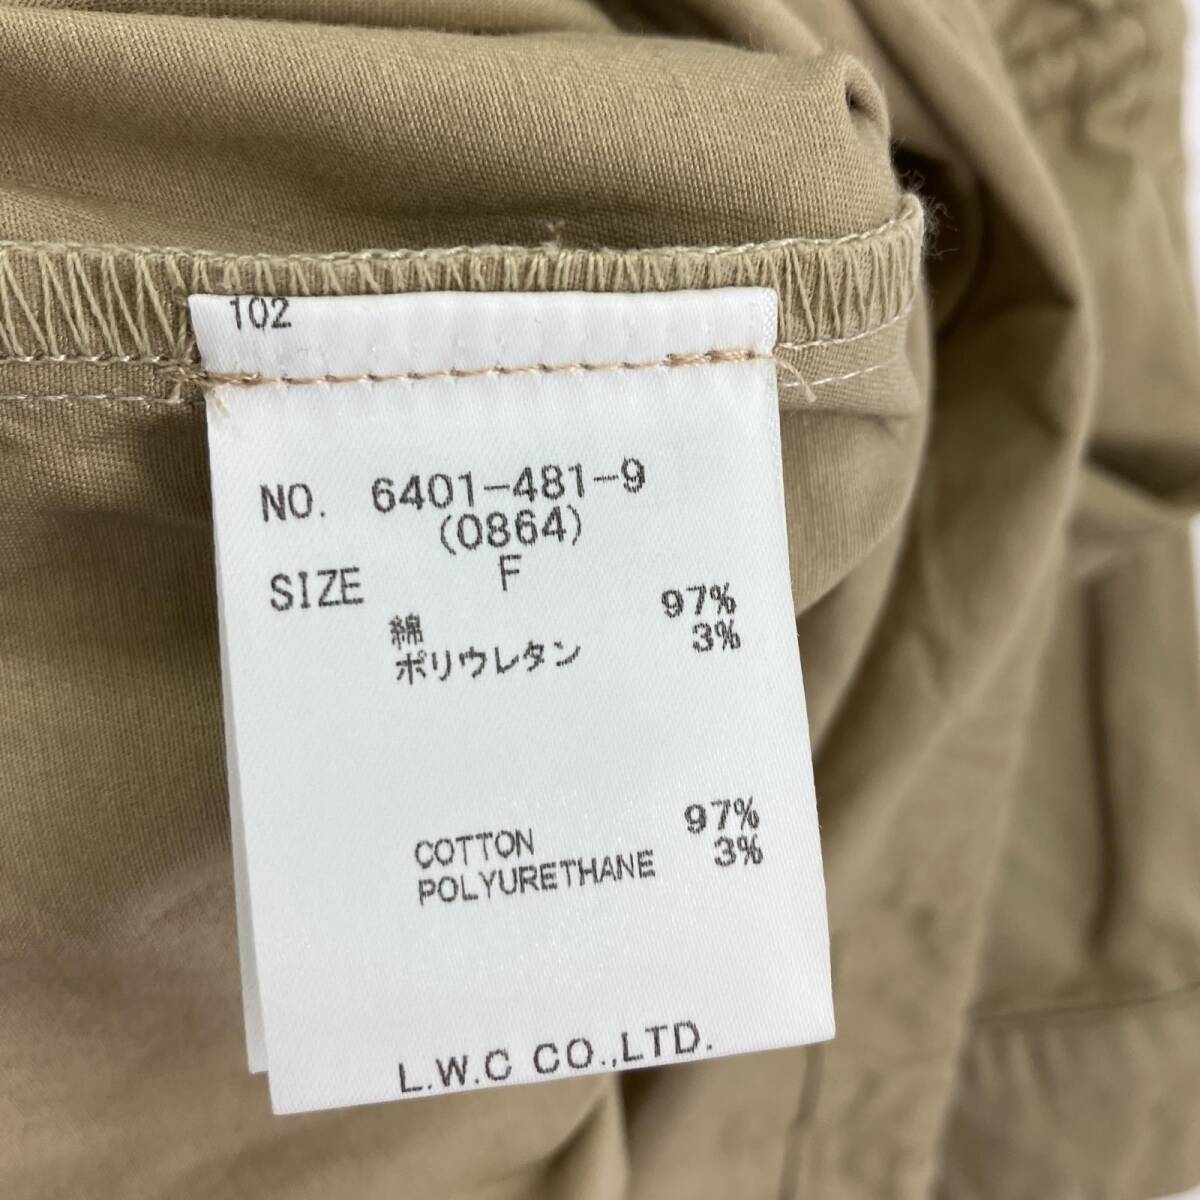 102
NO. 6401-481-9
(0864)
SIZE F
綿 97%
ポリウレタン 3%
COTTON 97%
POLYURETHANE 3%
L.W.C CO.,LTD.